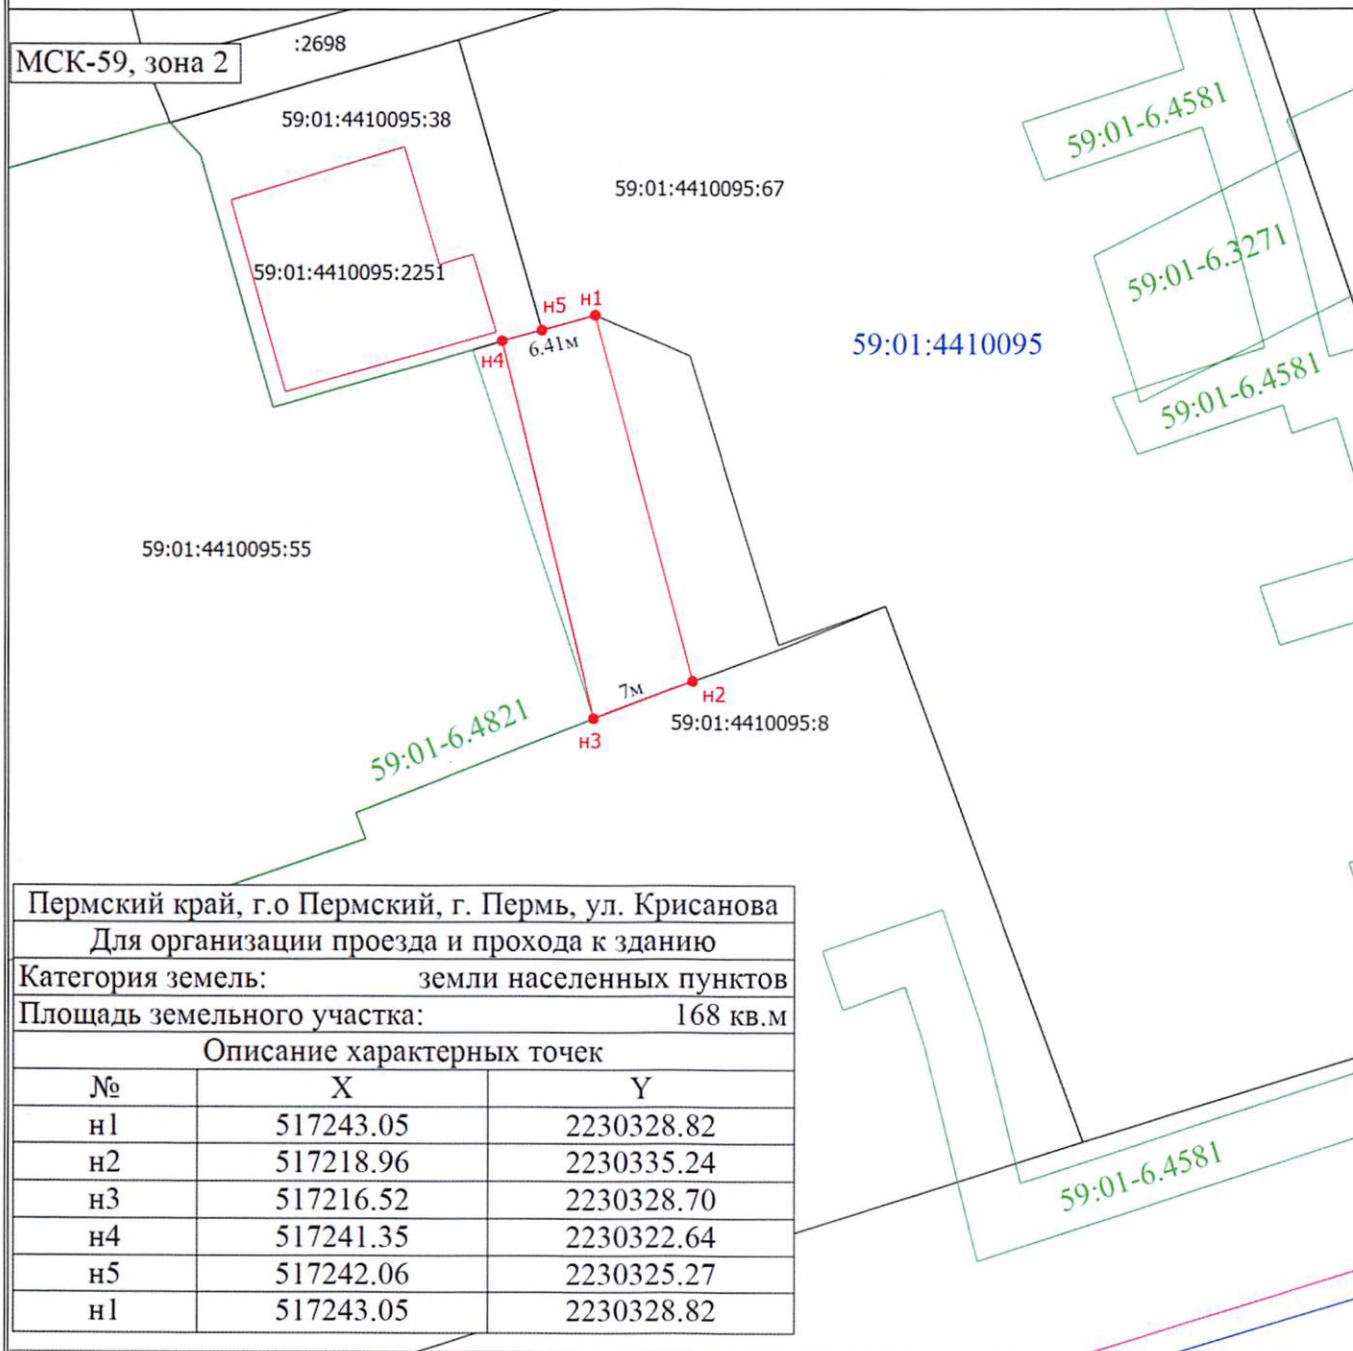 :2698
МСК-59, зона 2
59:01:4410095:38
59:01-6.4581
59:01:4410095:67
59:01-6.3271
59:01:4410095:2251
н5
н1
6.41м
н4
59:01:4410095
59:01-6.4581
59:01:4410095:55
7м
н2
59:01:4410095:8
59:01-6.4821
н3
Пермский край, г.о Пермский, г. Пермь, ул. Крисанова
Для организации проезда и прохода к зданию
Категория земель: земли населенных пунктов
Площадь земельного участка: 168 кв.м
Описание характерных точек
№ X Y
н1 517243.05 2230328.82
н2 517218.96 2230335.24
н3 517216.52 2230328.70
н4 517241.35 2230322.64
н5 517242.06 2230325.27
н1 517243.05 2230328.82
59:01-6.4581